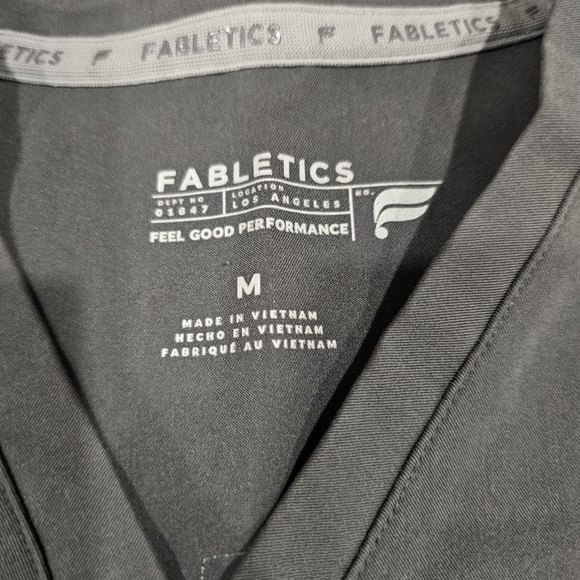 ETICS F FABLETICS F FABLETICS
FABLETICS
DEPT NO LOCATION NO.
01847 LOS ANGELES
FEEL GOOD PERFORMANCE
M
MADE IN VIETNAM
HECHO EN VIETNAM
FABRIQUÉ AU VIETNAM